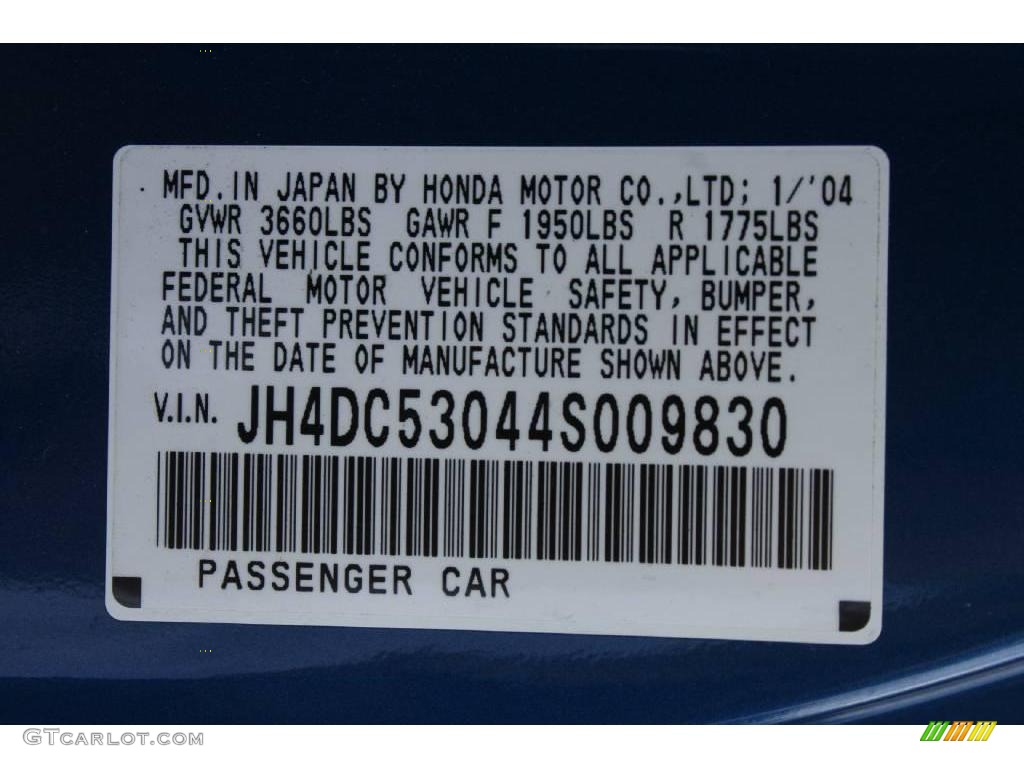 MFD. IN JAPAN BY HONDA MOTOR CO.,LTD; 1/'04
GVWR 3660LBS GAWR F 1950LBS R 1775LBS
THIS VEHICLE CONFORMS TO ALL APPLICABLE
FEDERAL MOTOR VEHICLE SAFETY, BUMPER,
AND THEFT PREVENTION STANDARDS IN EFFECT
ON THE DATE OF MANUFACTURE SHOWN ABOVE.
V.I.N. JH4DC53044S009830
PASSENGER CAR
GTCarLot.com